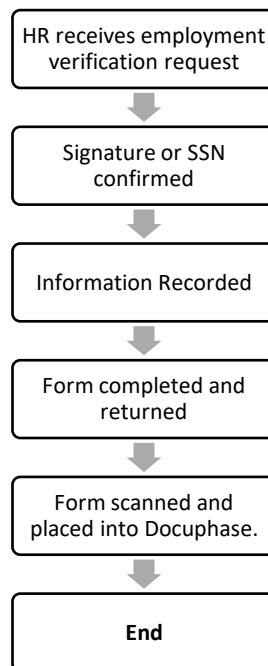 HR receives employment
verification request
Signature or SSN
confirmed
Information Recorded
Form completed and
returned
Form scanned and
placed into Docuphase.
End